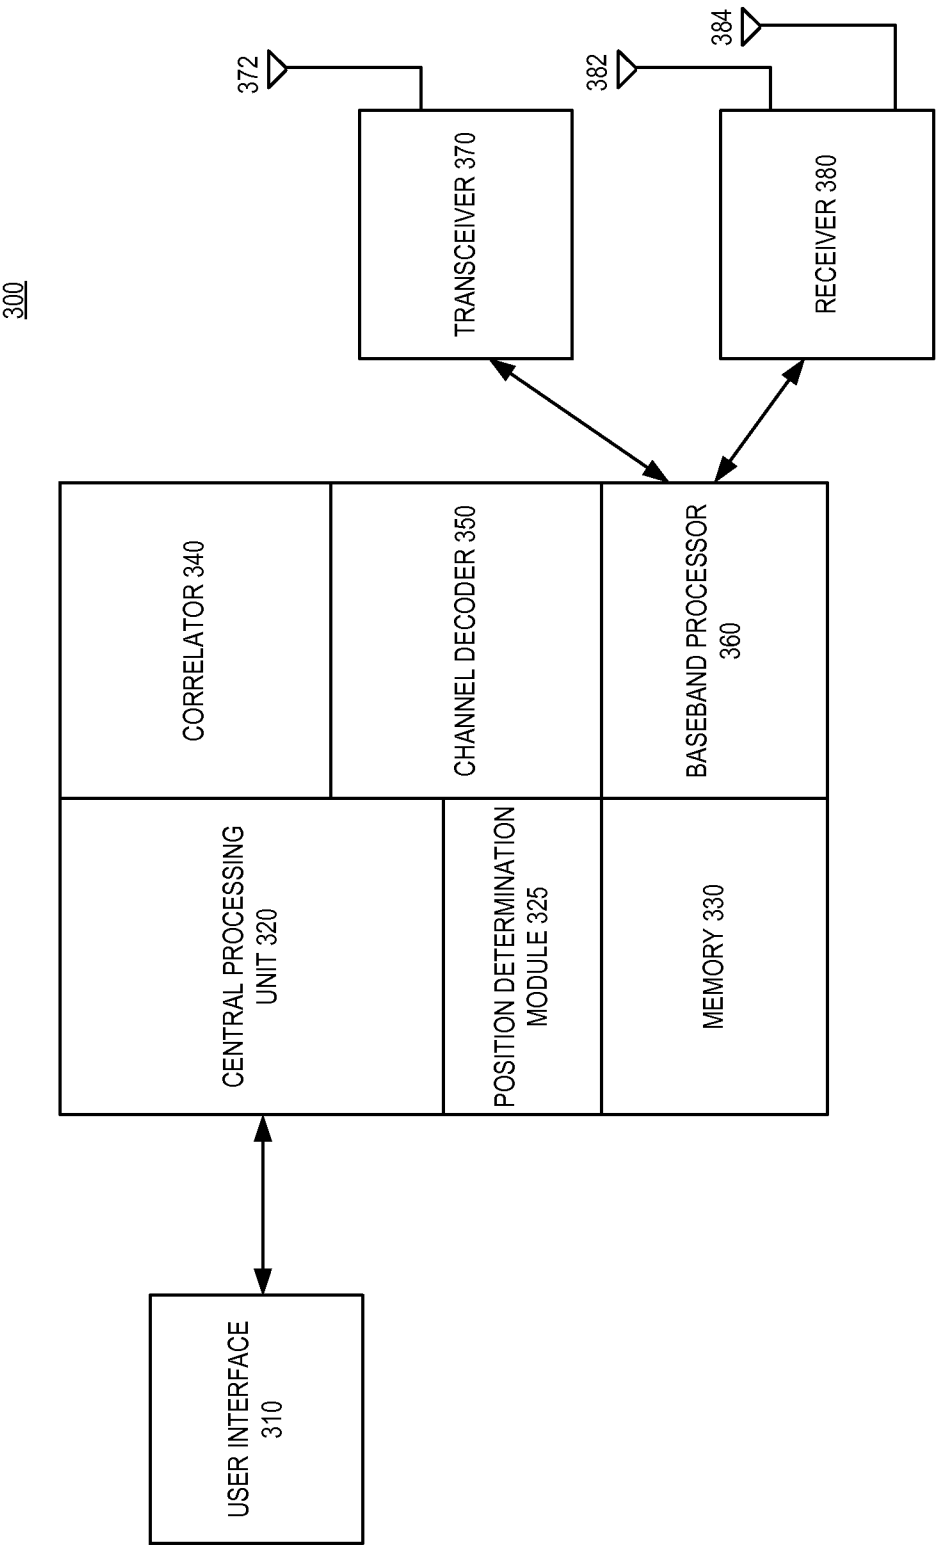 300
USER INTERFACE
310
CENTRAL PROCESSING
UNIT 320
POSITION DETERMINATION
MODULE 325
MEMORY 330
CORRELATOR 340
CHANNEL DECODER 350
BASEBAND PROCESSOR
360
TRANSCEIVER 370
372
RECEIVER 380
382
384